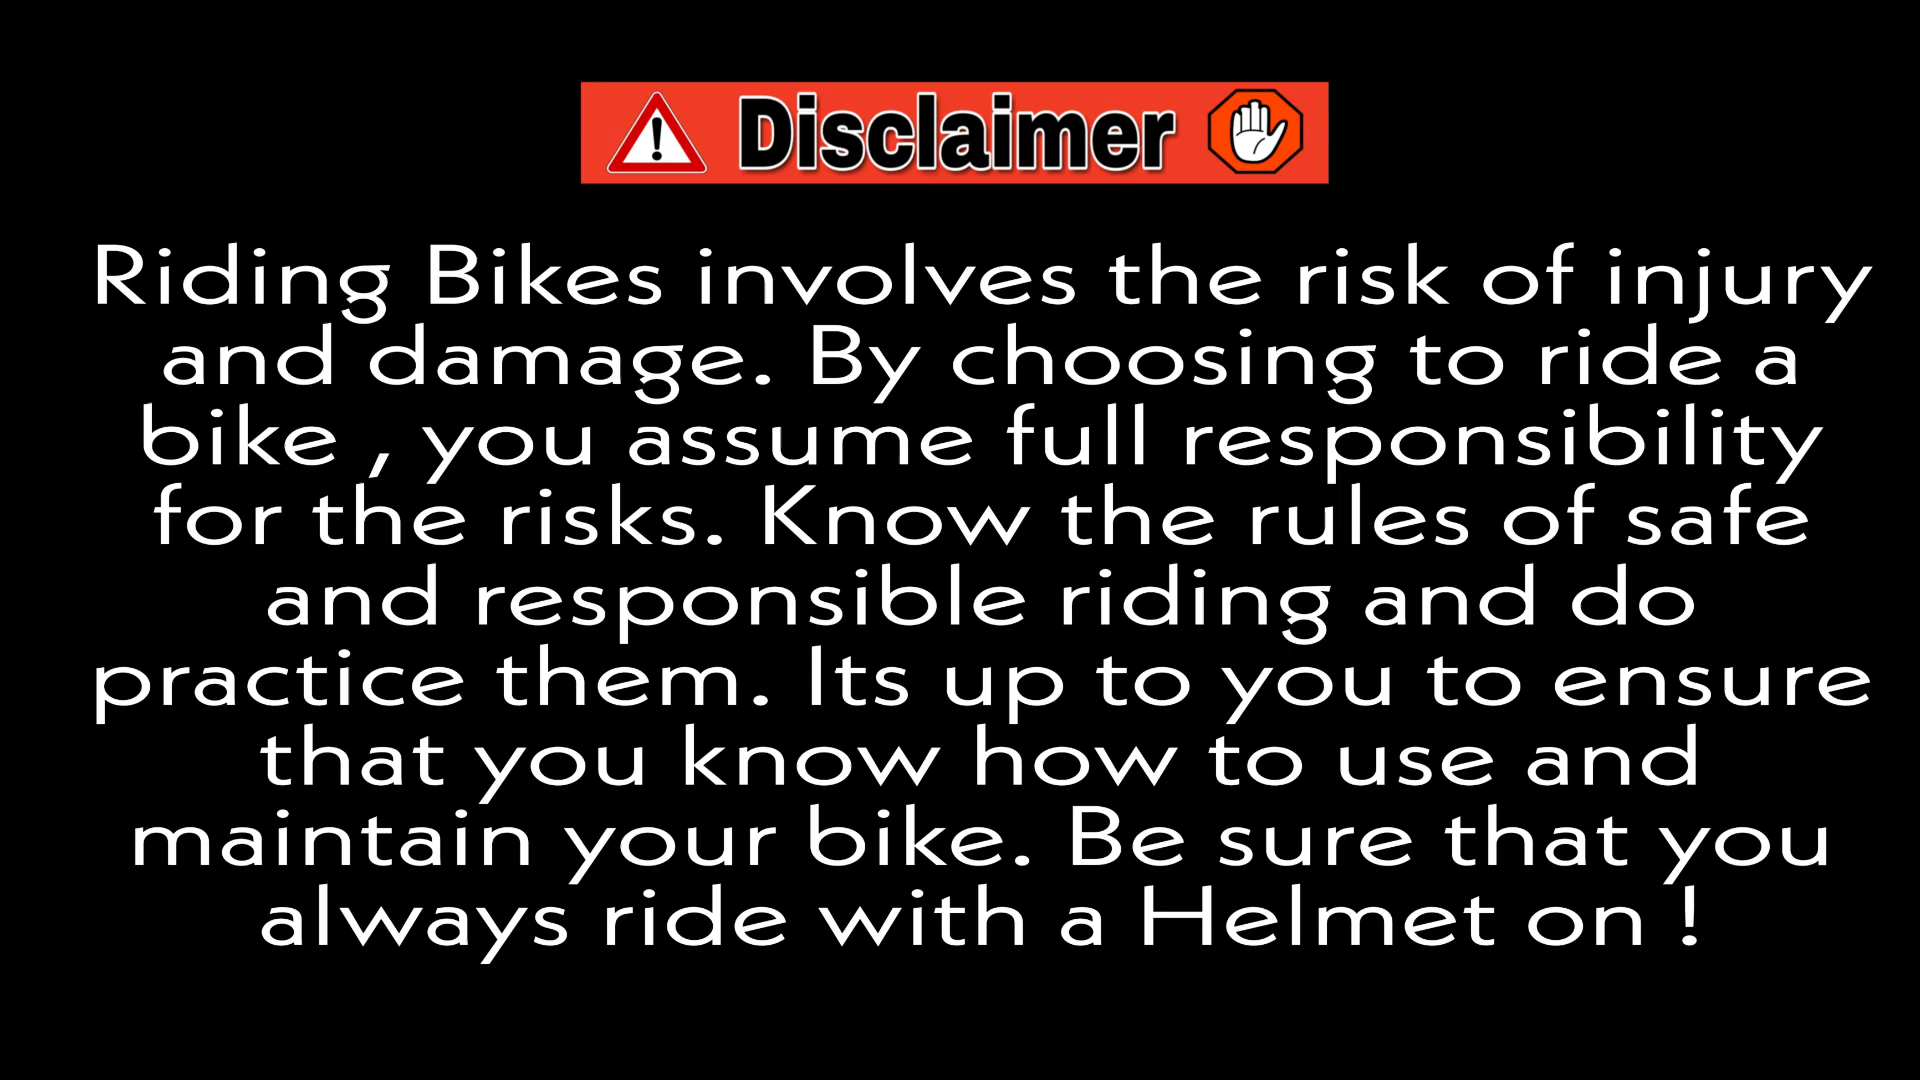 Disclaimer
Riding Bikes involves the risk of injury
and damage. By choosing to ride a
bike , you assume full responsibility
for the risks. Know the rules of safe
and responsible riding and do
practice them. Its up to you to ensure
that you know how to use and
maintain your bike. Be sure that you
always ride with a Helmet on !